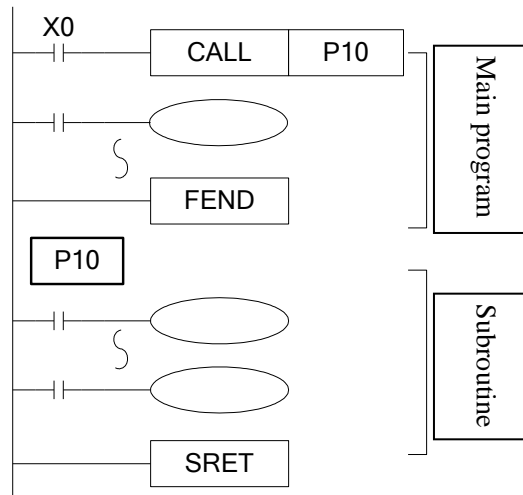 X0
CALL P10
Main program
FEND
P10
Subroutine
SRET